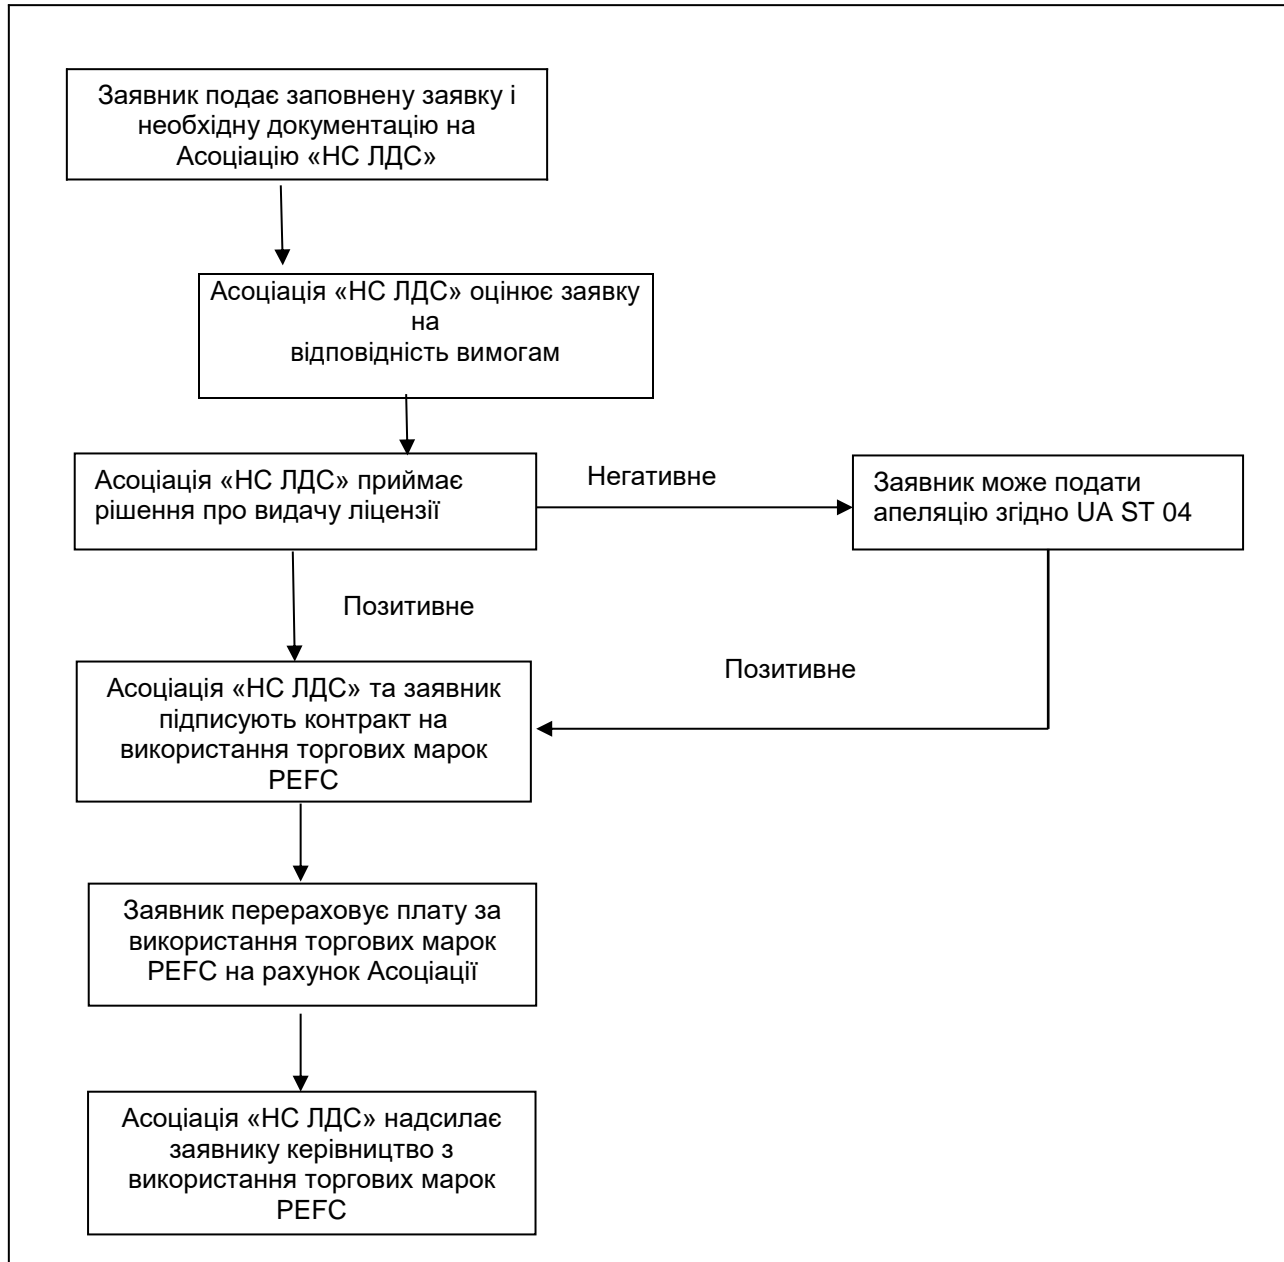 Заявник подає заповнену заявку і
необхідну документацію на
Асоціацію «НС ЛДС»
Асоціація «НС ЛДС» оцінює заявку
на
відповідність вимогам
Асоціація «НС ЛДС» приймає
рішення про видачу ліцензії
Негативне
Заявник може подати
апеляцію згідно UA ST 04
Позитивне
Позитивне
Асоціація «НС ЛДС» та заявник
підписують контракт на
використання торгових марок
PEFC
Заявник перераховує плату за
використання торгових марок
PEFC на рахунок Асоціації
Асоціація «НС ЛДС» надсилає
заявнику керівництво з
використання торгових марок
PEFC